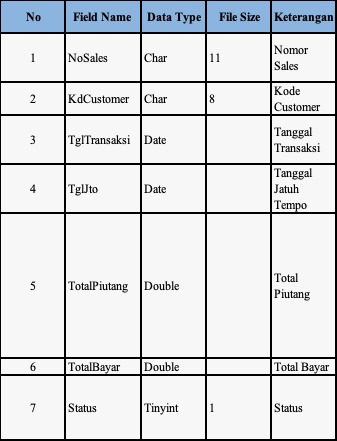 No Field Name Data Type File Size Keterangan
1 NoSales Char 11 Nomor
Sales
2 KdCustomer Char 8 Kode
Customer
3 TglTransaksi Date Tanggal
Transaksi
4 TglJto Date Tanggal
Jatuh
Tempo
5 TotalPiutang Double Total
Piutang
6 TotalBayar Double Total Bayar
7 Status Tinyint 1 Status